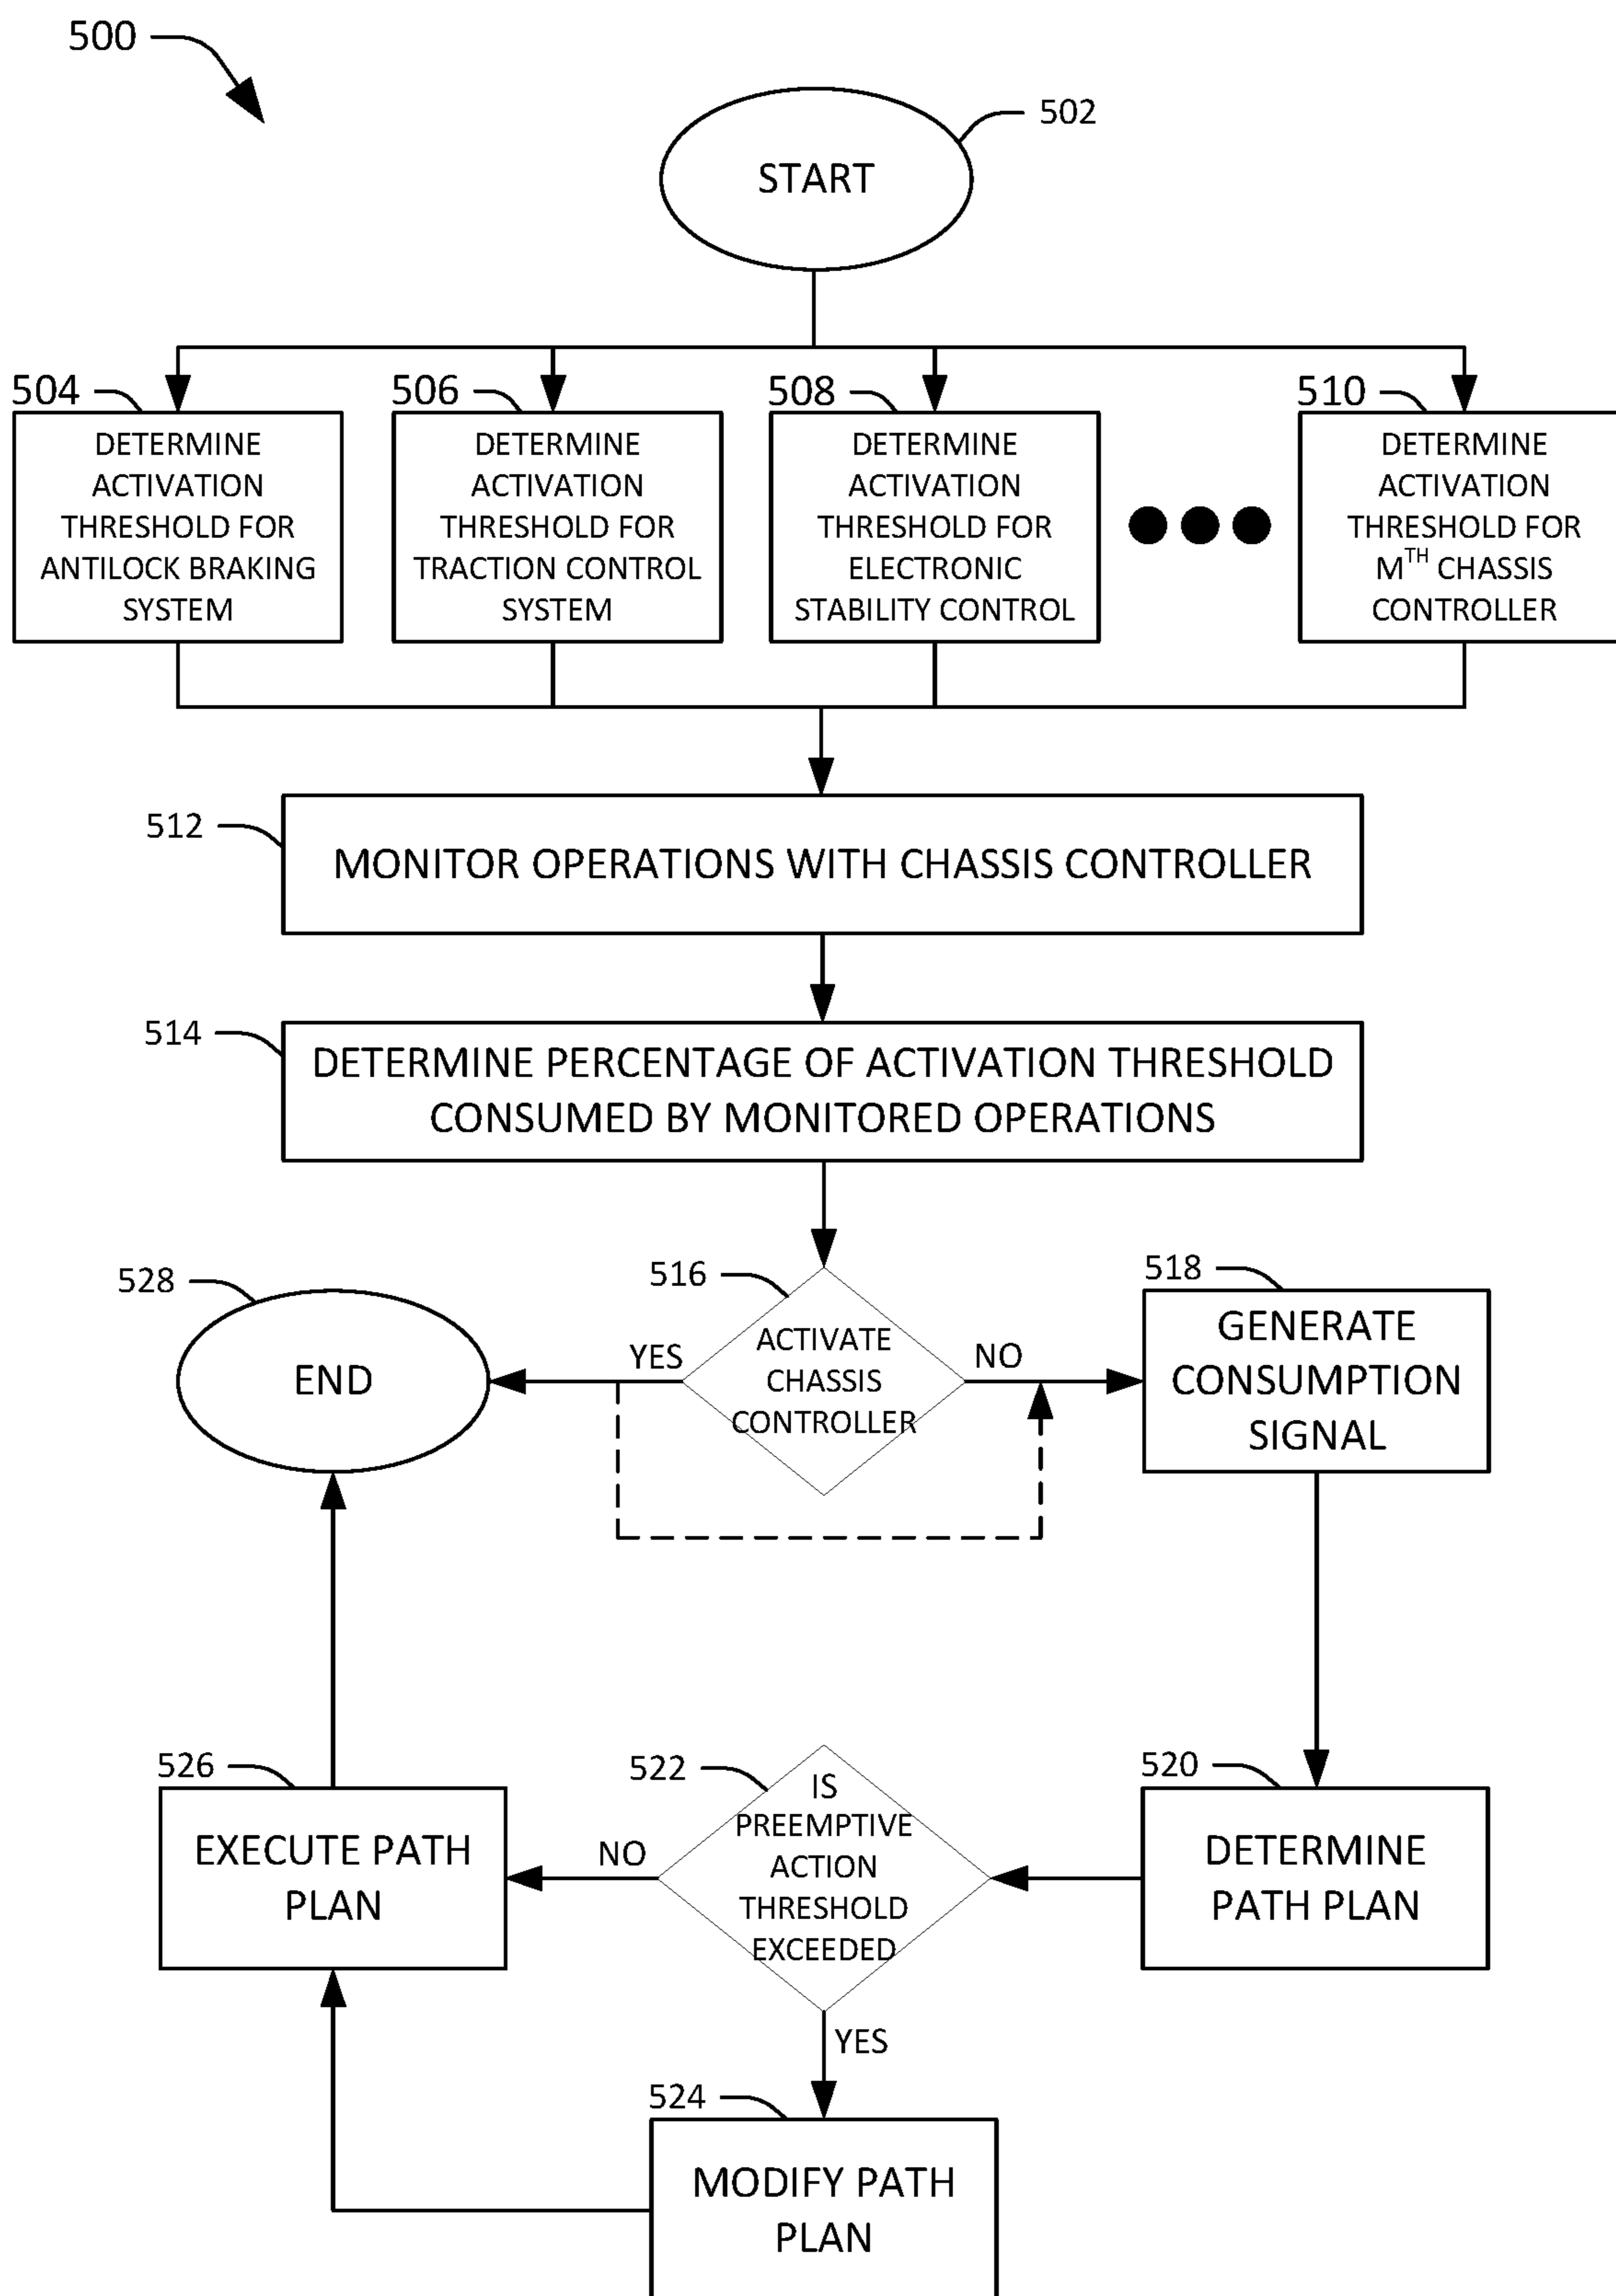 500
502
START
504
DETERMINE
ACTIVATION
THRESHOLD FOR
ANTILOCK BRAKING
SYSTEM
506
DETERMINE
ACTIVATION
THRESHOLD FOR
TRACTION CONTROL
SYSTEM
508
DETERMINE
ACTIVATION
THRESHOLD FOR
ELECTRONIC
STABILITY CONTROL
510
DETERMINE
ACTIVATION
THRESHOLD FOR
MTH CHASSIS
CONTROLLER
512
MONITOR OPERATIONS WITH CHASSIS CONTROLLER
514
DETERMINE PERCENTAGE OF ACTIVATION THRESHOLD
CONSUMED BY MONITORED OPERATIONS
516
ACTIVATE
CHASSIS
CONTROLLER
YES
NO
528
END
518
GENERATE
CONSUMPTION
SIGNAL
520
DETERMINE
PATH PLAN
522
IS
PREEMPTIVE
ACTION
THRESHOLD
EXCEEDED
NO
YES
526
EXECUTE PATH
PLAN
524
MODIFY PATH
PLAN